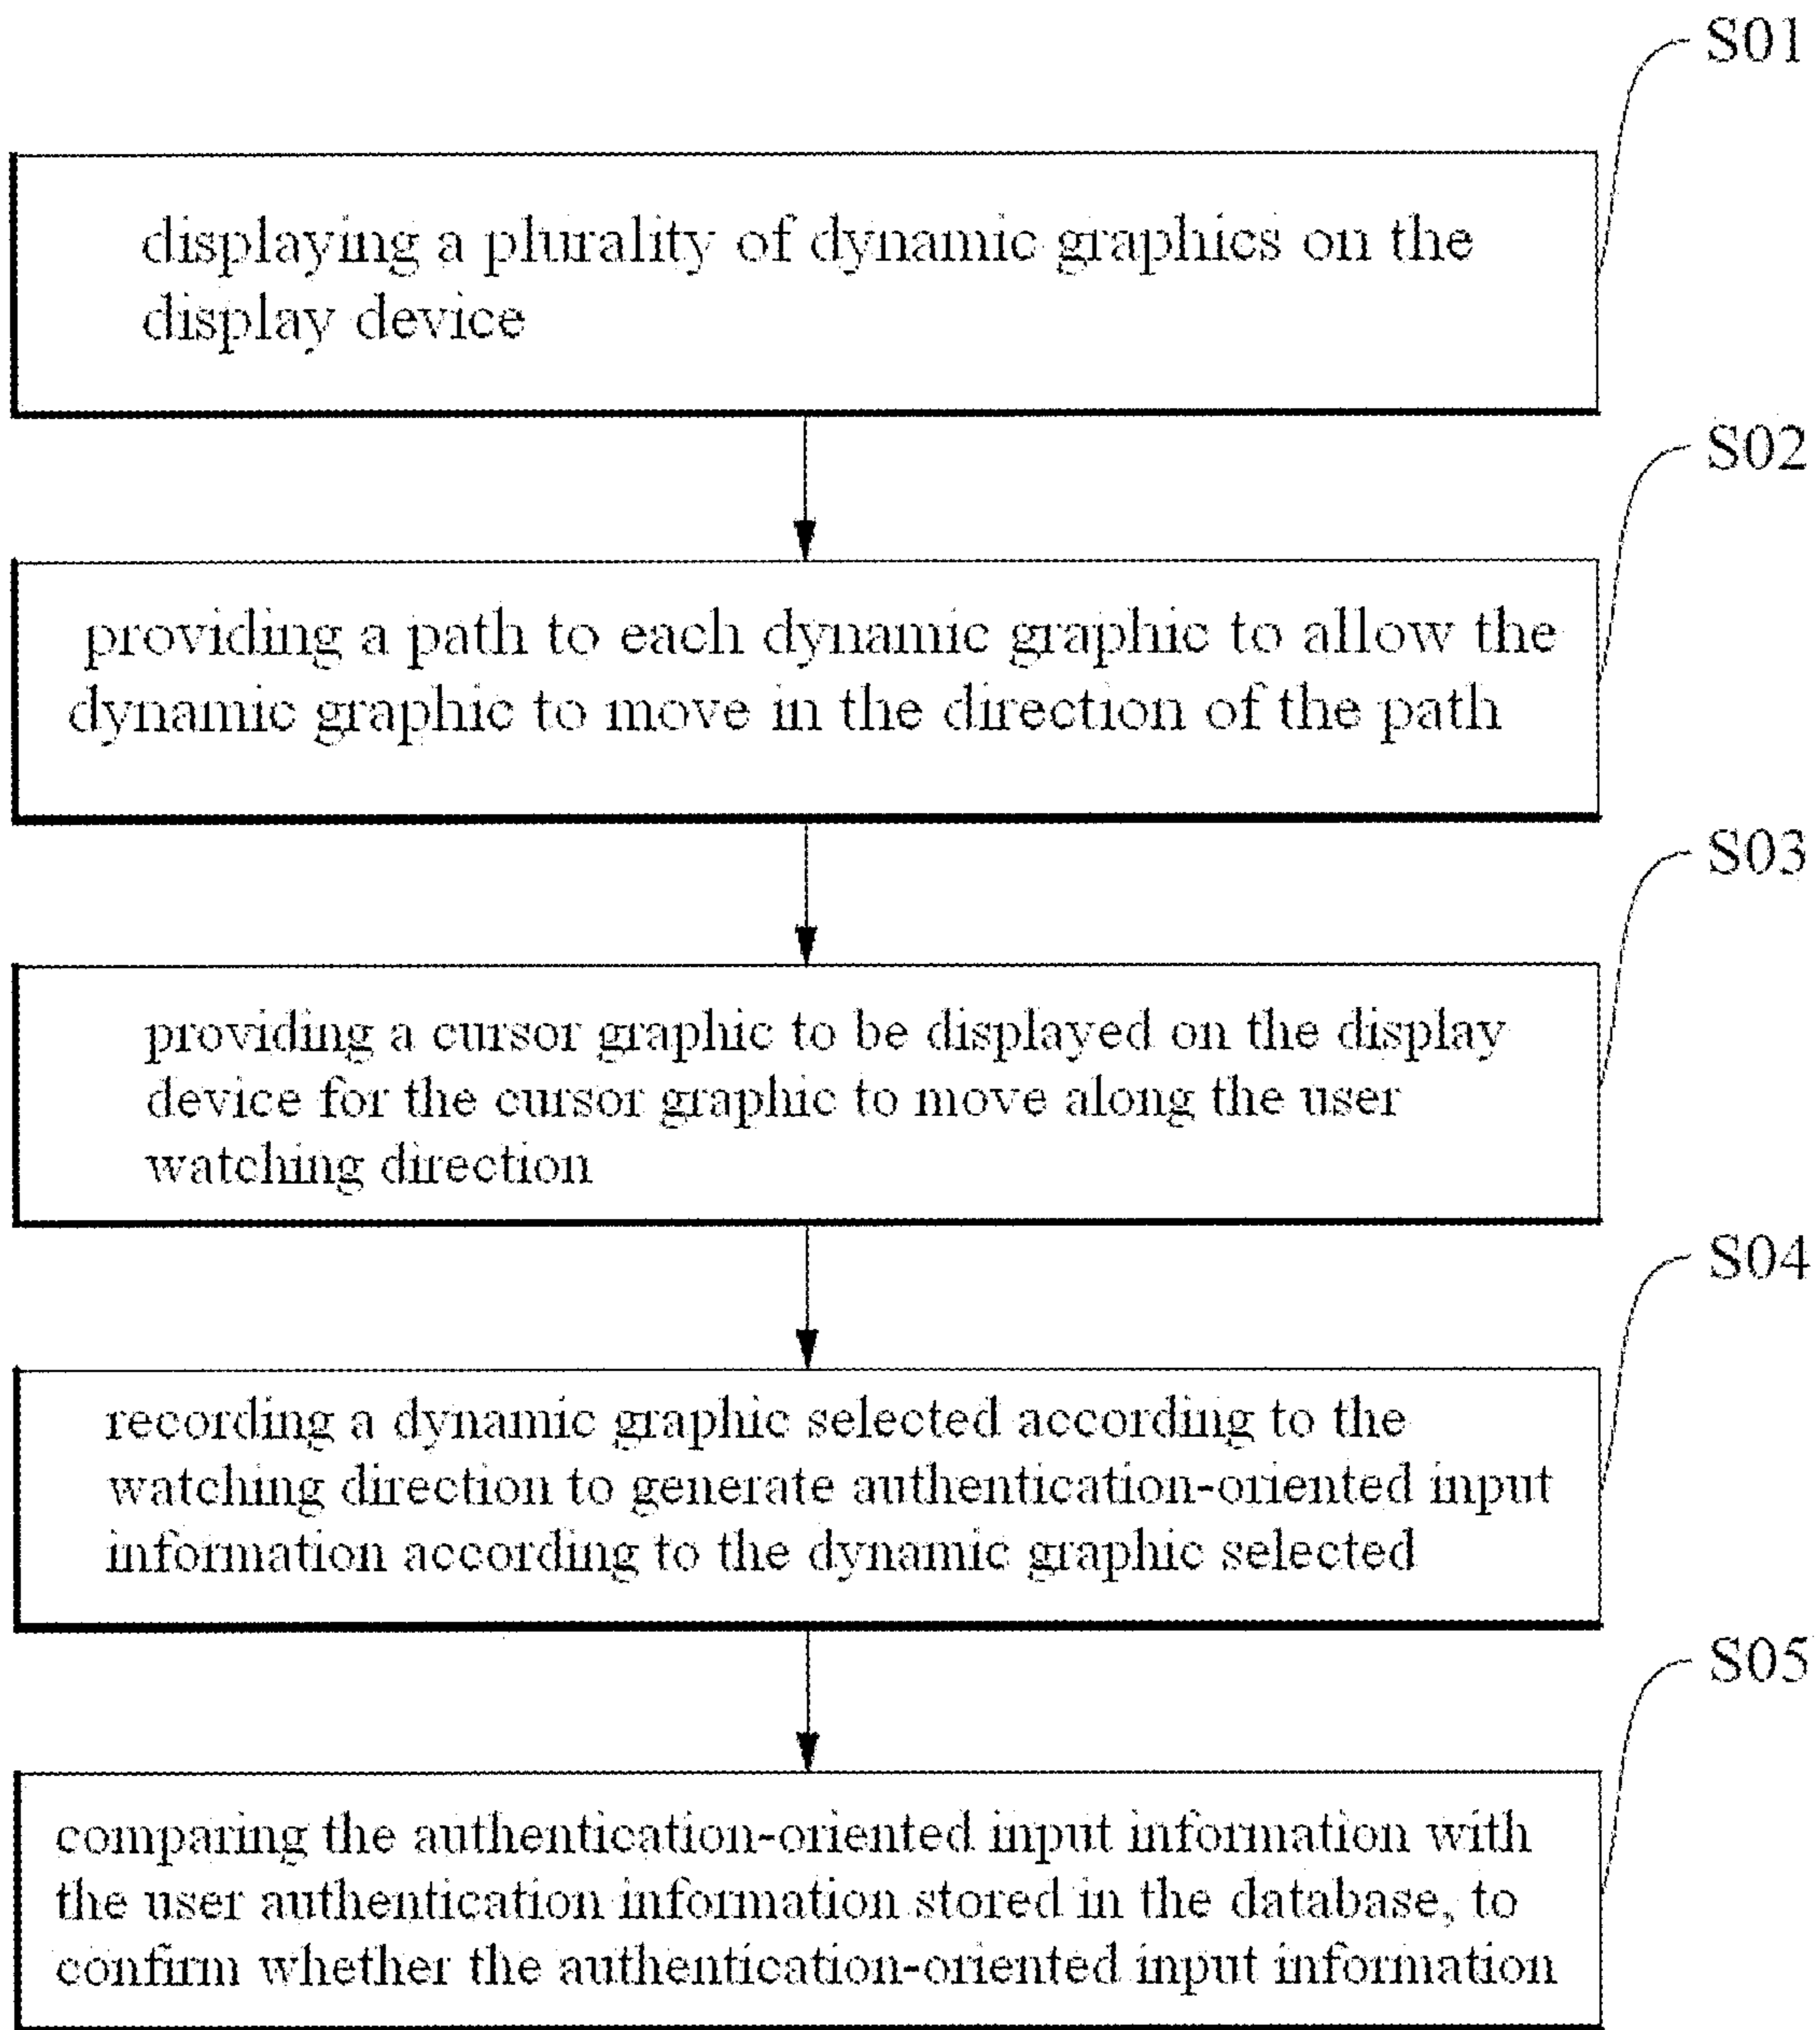 S01
displaying a plurality of dynamic graphics on the
display device
S02
providing a path to each dynamic graphic to allow the
dynamic graphic to move in the direction of the path
S03
providing a cursor graphic to be displayed on the display
device for the cursor graphic to move along the user
watching direction
S04
recording a dynamic graphic selected according to the
watching direction to generate authentication-oriented input
information according to the dynamic graphic selected
S05
comparing the authentication-oriented input information with
the user authentication information stored in the database, to
confirm whether the authentication-oriented input information